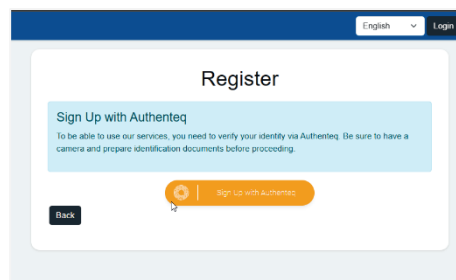 English
Login
Register
Sign Up with Authenteq
To be able to use our services, you need to verify your identity via Authenteq. Be sure to have a
camera and prepare identification documents before proceeding.
Sign Up with Authenteq
Back